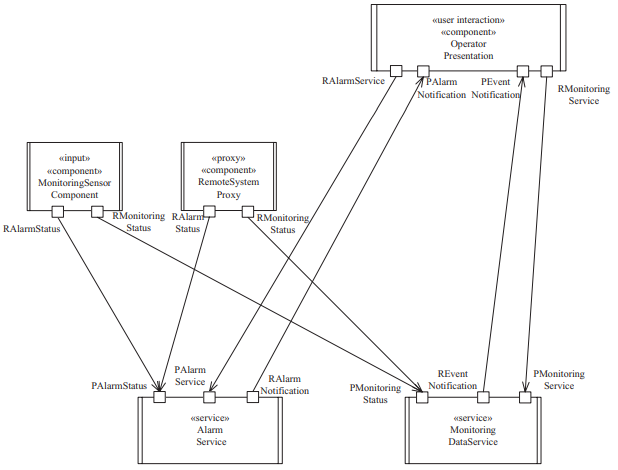 «user interaction»
«component»
Operator
Presentation
RAlarmService
PAlarm
Notification
PEvent
Notification
RMonitoring
Service
«input»
«component»
MonitoringSensor
Component
«proxy»
«component»
RemoteSystem
Proxy
RAlarmStatus
RMonitoring
Status
RAlarm
Status
RMonitoring
Status
PAlarmStatus
PAlarm
Service
RAlarm
Notification
PMonitoring
Status
REvent
Notification
PMonitoring
Service
«service»
Alarm
Service
«service»
Monitoring
DataService